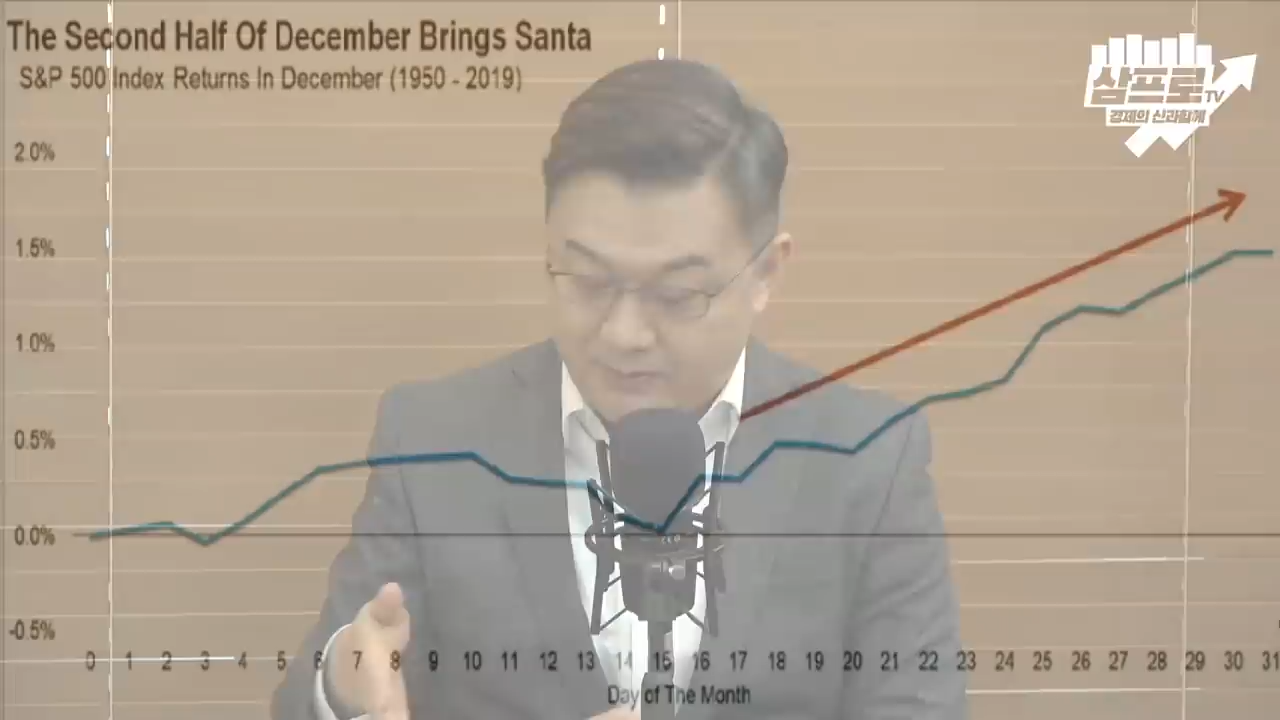 The Second Half Of December Brings Santa
S&P 500 Index Returns In December (1950 - 2019)
삼프로TV
경제의 신과함께
2.0%
1.5%
1.0%
0.5%
0.0%
-0.5%
0 1 2 3 4 5 6 7 8 9 10 11 12 13 14 15 16 17 18 19 20 21 22 23 24 25 26 27 28 29 30 31
Day of The Month